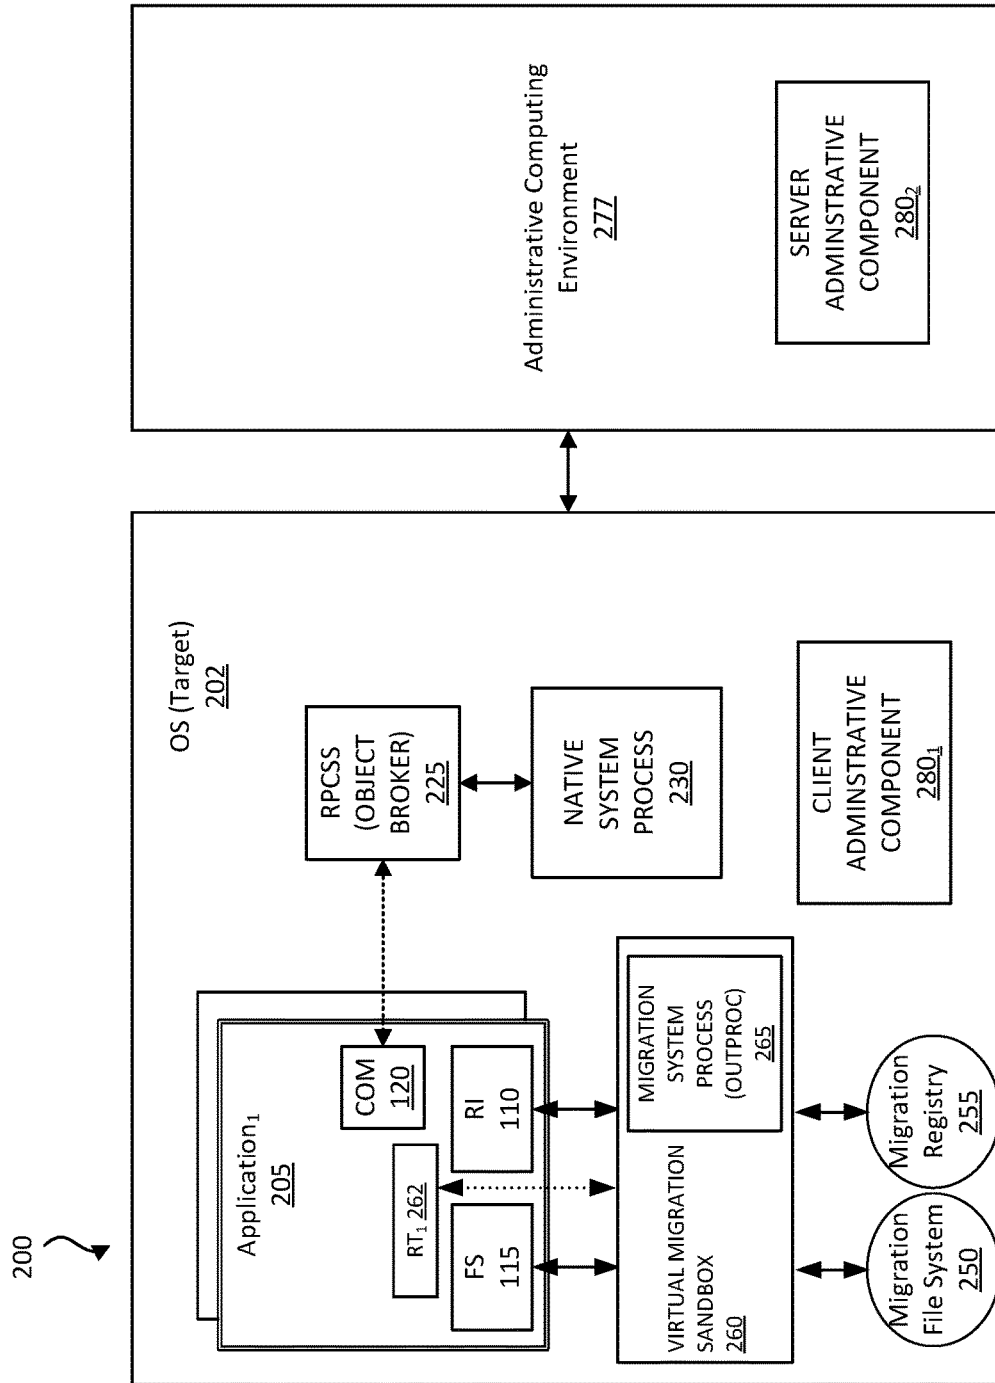 200
OS (Target)
202
Application1
205
COM
120
RT1 262
FS
115
RI
110
RPCSS
(OBJECT
BROKER)
225
NATIVE
SYSTEM
PROCESS
230
VIRTUAL MIGRATION
SANDBOX
260
MIGRATION
SYSTEM
PROCESS
(OUTPROC)
265
Migration
File System
250
Migration
Registry
255
CLIENT
ADMINSTRATIVE
COMPONENT
2801
Administrative Computing
Environment
277
SERVER
ADMINSTRATIVE
COMPONENT
2802